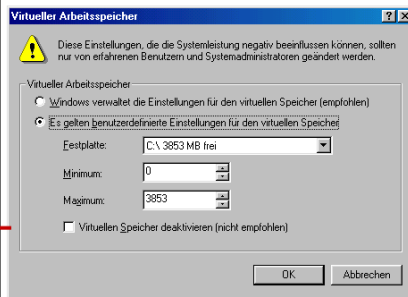 Virtueller Arbeitsspeicher
Diese Einstellungen, die die Systemleistung negativ beeinflussen können, sollten
nur von erfahrenen Benutzern und Systemadministratoren geändert werden.
Virtueller Arbeitsspeicher
Windows verwaltet die Einstellungen für den virtuellen Speicher (empfohlen)
Es gelten benutzerdefinierte Einstellungen für den virtuellen Speicher
Festplatte: C:\ 3853 MB frei
Minimum: 0
Maximum: 3853
Virtuellen Speicher deaktivieren (nicht empfohlen)
OK Abbrechen